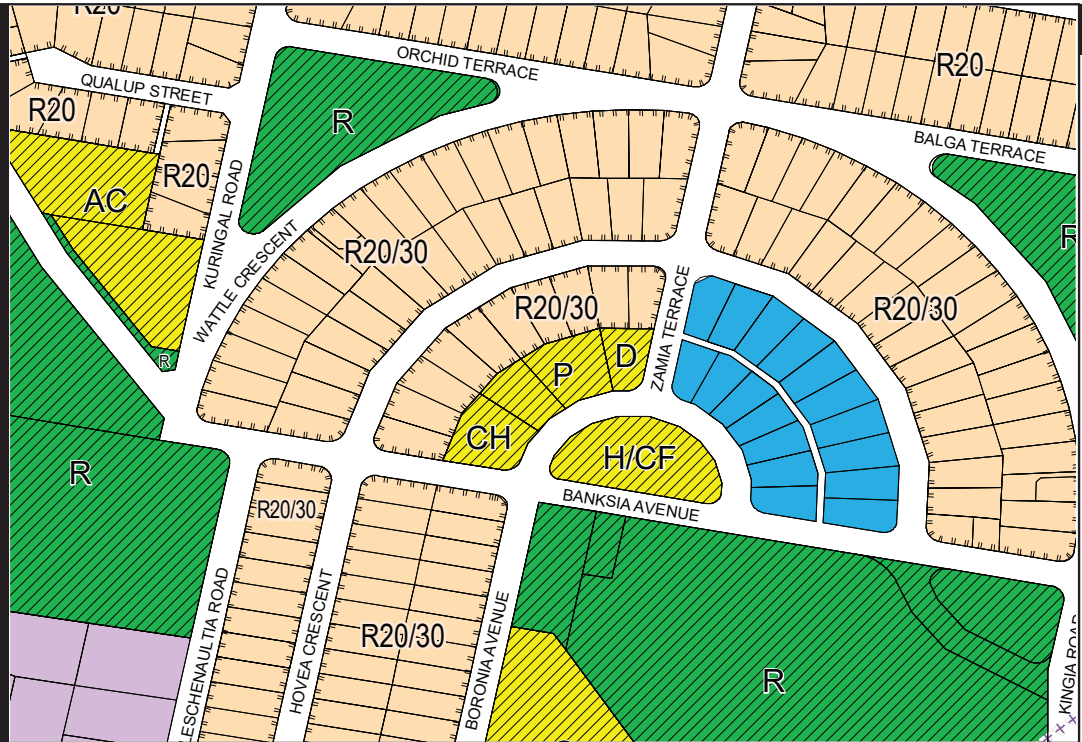 R20
ORCHID TERRACE
R20
QUALUP STREET
R20
R
BALGA TERRACE
R20
AC
KURINGAL ROAD
R
WATTLE CRESCENT
R20/30
R20/30
R20/30
ZAMIA TERRACE
R
P
D
CH
H/CF
R
BANKSIA AVENUE
R20/30
LESCHENAULTIA ROAD
HOVEA CRESCENT
R20/30
BORONIA AVENUE
R
KINGIA ROAD